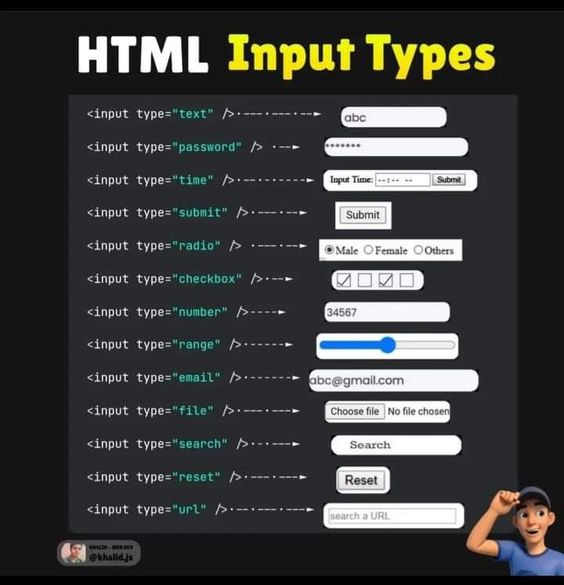 HTML Input Types
<input type="text" /> abc
<input type="password" /> *******
<input type="time" /> Input Time: --:-- -- Submit
<input type="submit" /> Submit
<input type="radio" /> Male Female Others
<input type="checkbox" />
<input type="number" /> 34567
<input type="range" />
<input type="email" /> abc@gmail.com
<input type="file" /> Choose file No file chosen
<input type="search" /> Search
<input type="reset" /> Reset
<input type="url" /> search a URL
KHALID - WEB DEV
@khalid.js